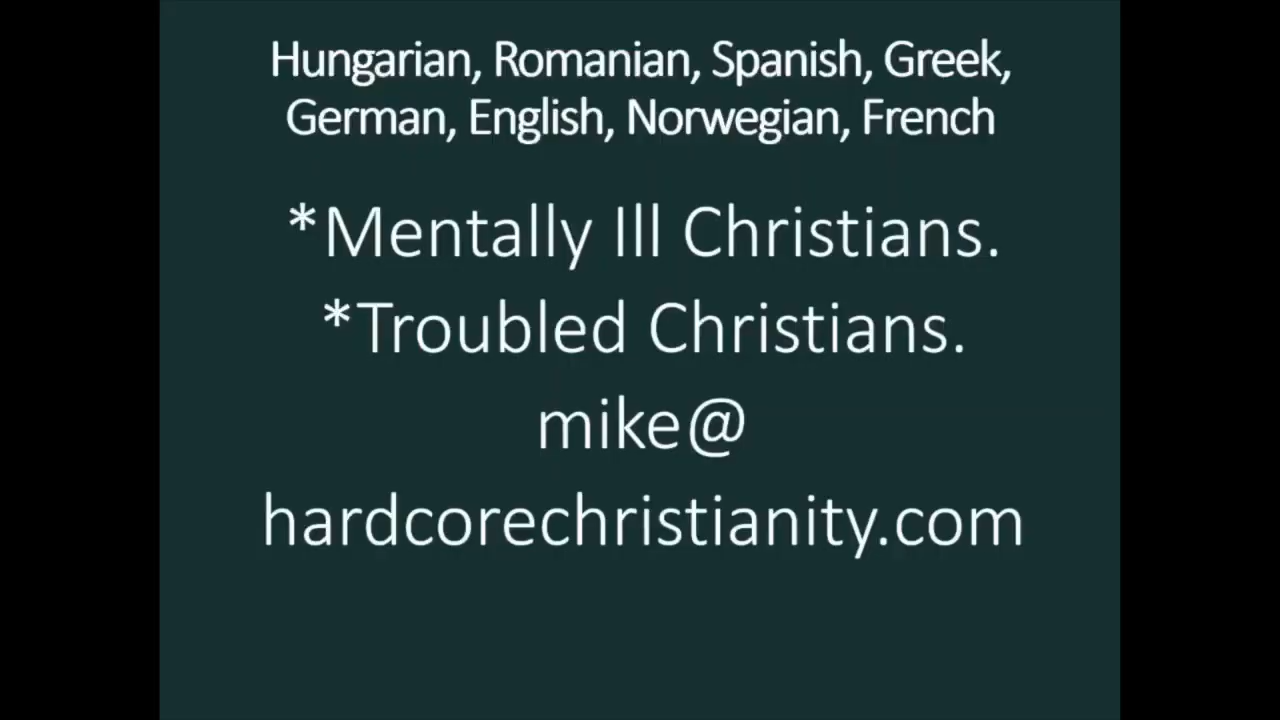 Hungarian, Romanian, Spanish, Greek,
German, English, Norwegian, French
*Mentally Ill Christians.
*Troubled Christians.
mike@
hardcorechristianity.com